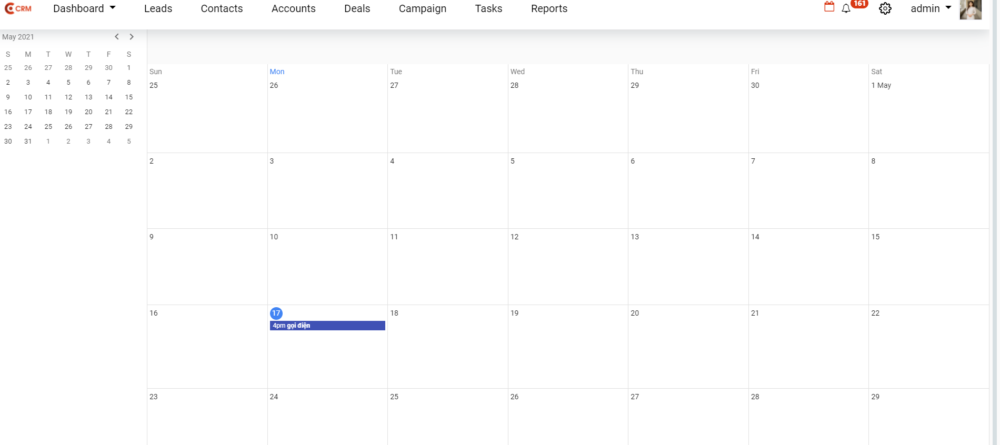 CRM Dashboard Leads Contacts Accounts Deals Campaign Tasks Reports 161 admin
May 2021
S M T W T F S
25 26 27 28 29 30 1
2 3 4 5 6 7 8
9 10 11 12 13 14 15
16 17 18 19 20 21 22
23 24 25 26 27 28 29
30 31 1 2 3 4 5
Sun Mon Tue Wed Thu Fri Sat
25 26 27 28 29 30 1 May
2 3 4 5 6 7 8
9 10 11 12 13 14 15
16 17 18 19 20 21 22
4pm gọi điện
23 24 25 26 27 28 29